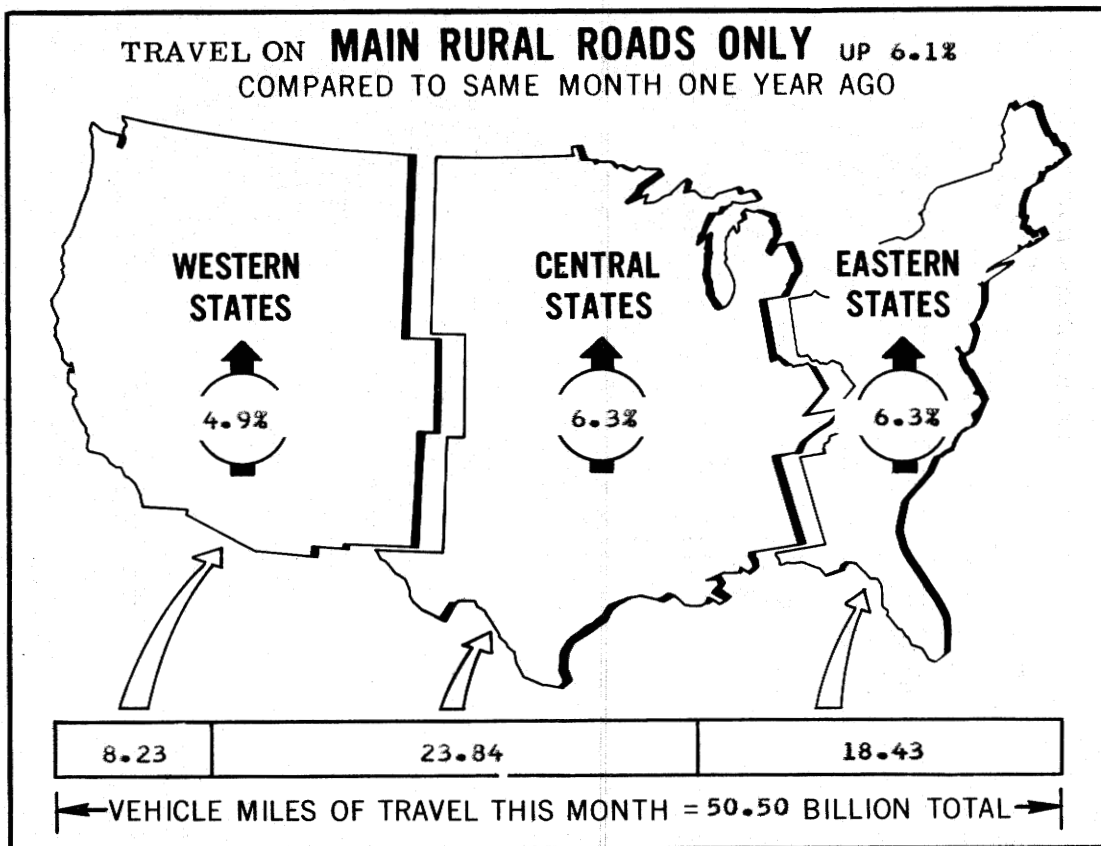 TRAVEL ON MAIN RURAL ROADS ONLY UP 6.1%
COMPARED TO SAME MONTH ONE YEAR AGO
WESTERN
STATES
4.9%
CENTRAL
STATES
6.3%
EASTERN
STATES
6.3%
8.23 23.84 18.43
VEHICLE MILES OF TRAVEL THIS MONTH = 50.50 BILLION TOTAL